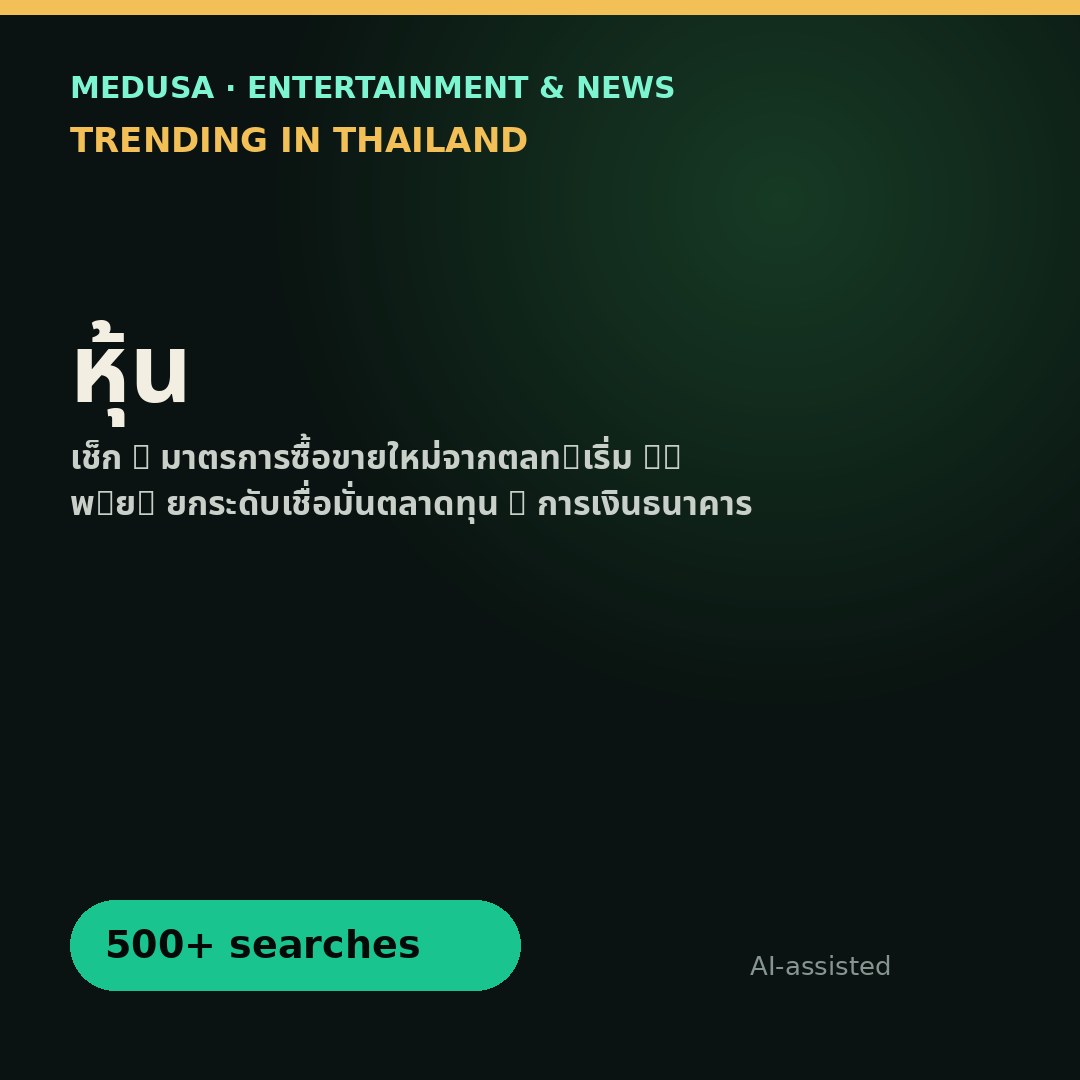 MEDUSA · ENTERTAINMENT & NEWS
TRENDING IN THAILAND
หุ้น
เช็ก มาตรการซื้อขายใหม่จากตลท เริ่ม
ยกระดับเชื่อมั่นตลาดทุน การเงินธนาคาร
500+ searches
AI-assisted